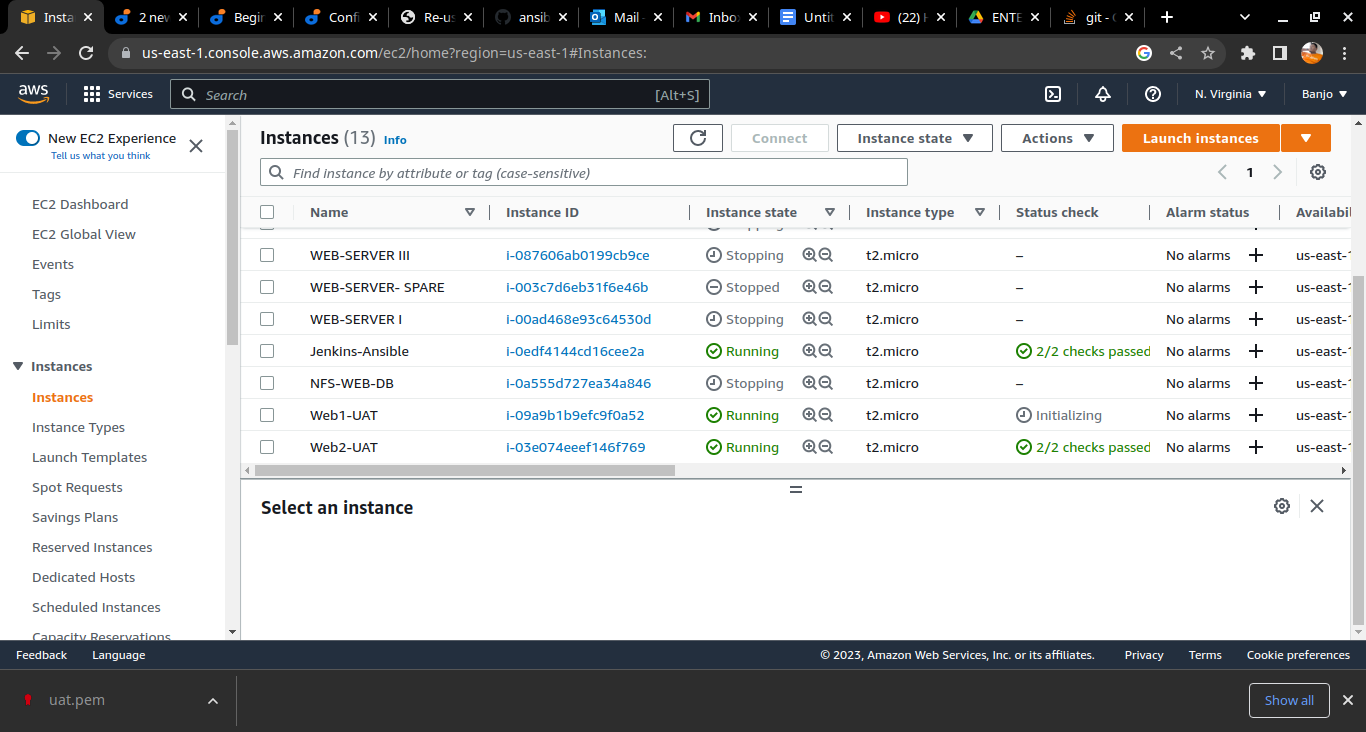 Insta
2 new
Begin
Confi
Re-us
ansib
Mail -
Inbo
Untit
(22)
ENTE
git -
us-east-1.console.aws.amazon.com/ec2/home?region=us-east-1#Instances:
aws
Services
Search
[Alt+S]
N. Virginia
Banjo
New EC2 Experience
Tell us what you think
EC2 Dashboard
EC2 Global View
Events
Tags
Limits
Instances
Instances
Instance Types
Launch Templates
Spot Requests
Savings Plans
Reserved Instances
Dedicated Hosts
Scheduled Instances
Capacity Reservations
Instances (13) Info
Connect
Instance state
Actions
Launch instances
Find instance by attribute or tag (case-sensitive)
1
Name Instance ID Instance state Instance type Status check Alarm status Availabil
WEB-SERVER III i-087606ab0199cb9ce Stopping t2.micro – No alarms + us-east-1
WEB-SERVER- SPARE i-003c7d6eb31f6e46b Stopped t2.micro – No alarms + us-east-1
WEB-SERVER I i-00ad468e93c64530d Stopping t2.micro – No alarms + us-east-1
JenkIns-Ansible i-0edf4144cd16cee2a Running t2.micro 2/2 checks passed No alarms + us-east-1
NFS-WEB-DB i-0a555d727ea34a846 Stopping t2.micro – No alarms + us-east-1
Web1-UAT i-09a9b1b9efc9f0a52 Running t2.micro Initializing No alarms + us-east-1
Web2-UAT i-03e074eeef146f769 Running t2.micro 2/2 checks passed No alarms + us-east-1
Select an instance
Feedback Language © 2023, Amazon Web Services, Inc. or its affiliates. Privacy Terms Cookie preferences
uat.pem
Show all